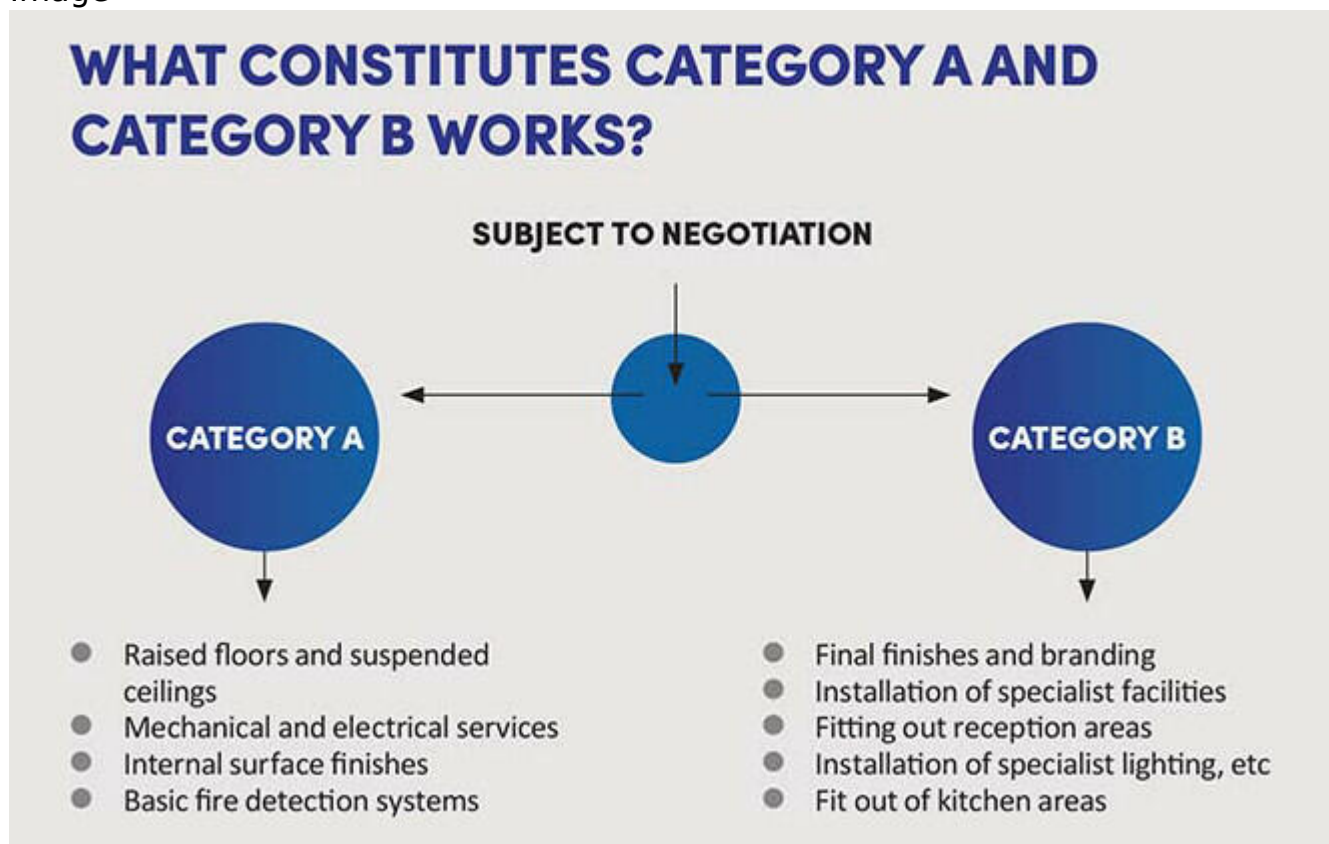 image
WHAT CONSTITUTES CATEGORY A AND
CATEGORY B WORKS?
SUBJECT TO NEGOTIATION
CATEGORY A
CATEGORY B
Raised floors and suspended
ceilings
Mechanical and electrical services
Internal surface finishes
Basic fire detection systems
Final finishes and branding
Installation of specialist facilities
Fitting out reception areas
Installation of specialist lighting, etc
Fit out of kitchen areas